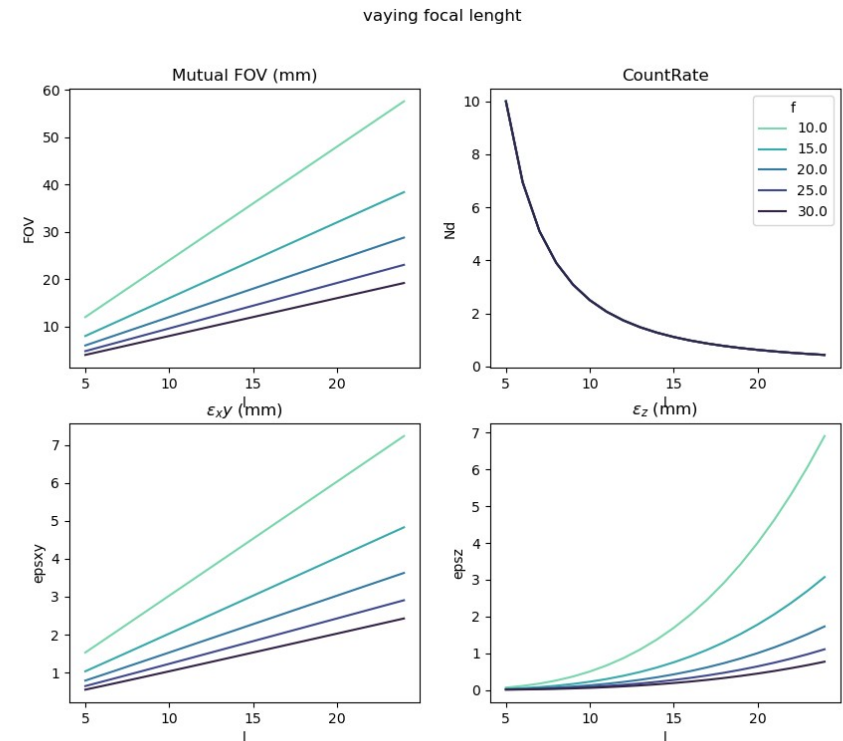 vaying focal lenght
Mutual FOV (mm)
60
50
40
30
20
10
FOV
5 10 15 20
l
CountRate
10
8
6
4
2
0
Nd
f
10.0
15.0
20.0
25.0
30.0
5 10 15 20
l
εₓy (mm)
7
6
5
4
3
2
1
epsxy
5 10 15 20
l
ε_z (mm)
7
6
5
4
3
2
1
0
epsz
5 10 15 20
l